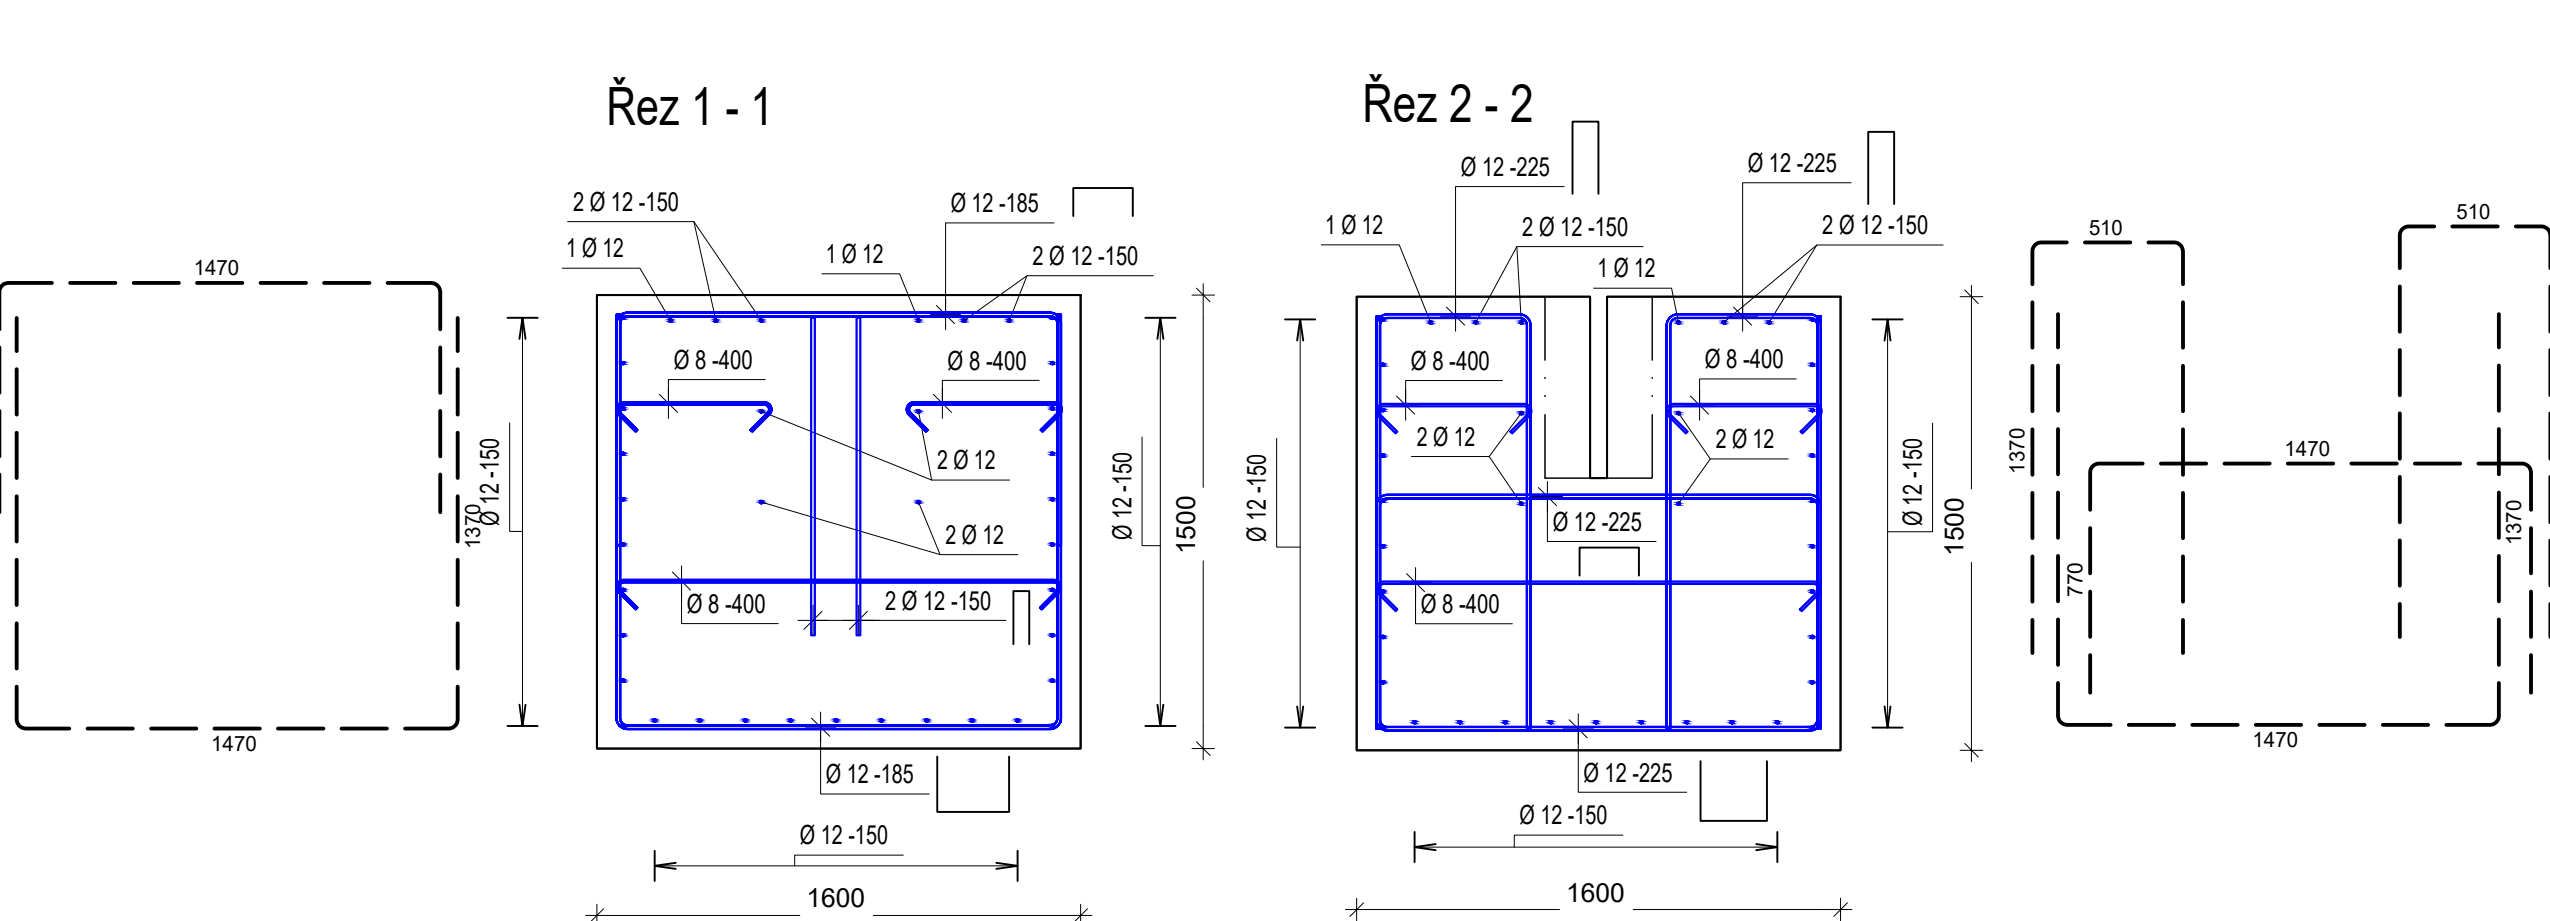 Řez 1 - 1
2 Ø 12 -150
1 Ø 12
1 Ø 12
Ø 12 -185
2 Ø 12 -150
Ø 8 -400
Ø 8 -400
2 Ø 12
2 Ø 12
Ø 8 -400
2 Ø 12 -150
Ø 12 -185
Ø 12 -150
1600
1470
1370
1470
Ø 12 -150
Ø 12 -150
1500
Řez 2 - 2
Ø 12 -225
Ø 12 -225
1 Ø 12
2 Ø 12 -150
1 Ø 12
2 Ø 12 -150
Ø 8 -400
Ø 8 -400
2 Ø 12
2 Ø 12
Ø 12 -225
Ø 8 -400
Ø 12 -225
Ø 12 -150
1600
Ø 12 -150
Ø 12 -150
1500
510
510
1370
1470
1370
770
1470